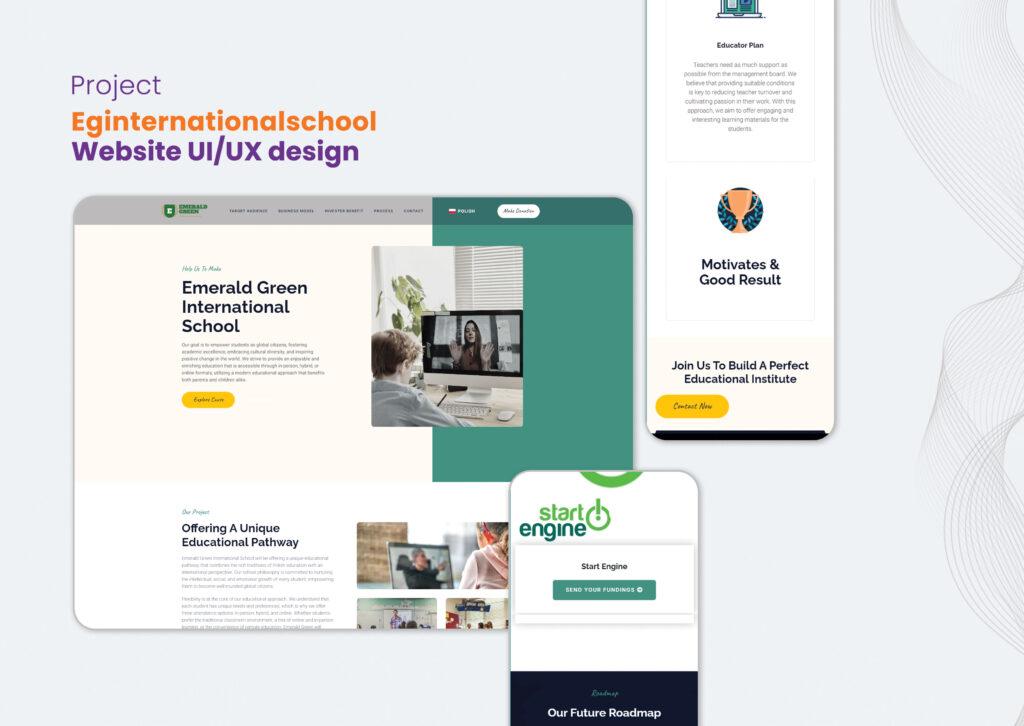 Project
Eginternationalschool
Website UI/UX design
EMERALD
GREEN
TARGET AUDIENCE
BUSINESS MODEL
INVESTER BENEFIT
PROCESS
CONTACT
POLISH
Make Donation
Help Us To Make
Emerald Green
International
School
Our goal is to empower students as global citizens, fostering
academic excellence, embracing cultural diversity, and inspiring
positive change in the world. We strive to provide an enjoyable and
enriching education that is accessible through in-person, hybrid, or
online formats, utilizing a modern educational approach that benefits
both parents and children alike.
Explore Course
Our Project
Offering A Unique
Educational Pathway
Emerald Green International School will be offering a unique educational
pathway that combines the rich traditions of Polish education with an
international perspective. Our school philosophy is committed to nurturing
the intellectual, social, and emotional growth of every student, empowering
them to become well-rounded global citizens.
Flexibility is at the core of our educational approach. We understand that
each student has unique needs and preferences, which is why we offer
three attendance options: in-person, hybrid, and online. Whether students
prefer the traditional classroom environment, a mix of online and in-person
learning, or the convenience of remote education, Emerald Green will
Educator Plan
Teachers need as much support as
possible from the management board. We
believe that providing suitable conditions
is key to reducing teacher turnover and
cultivating passion in their work. With this
approach, we aim to offer engaging and
interesting learning materials for the
students.
Motivates &
Good Result
Join Us To Build A Perfect
Educational Institute
Contact Now
start
engine
Start Engine
SEND YOUR FUNDINGS
Roadmap
Our Future Roadmap